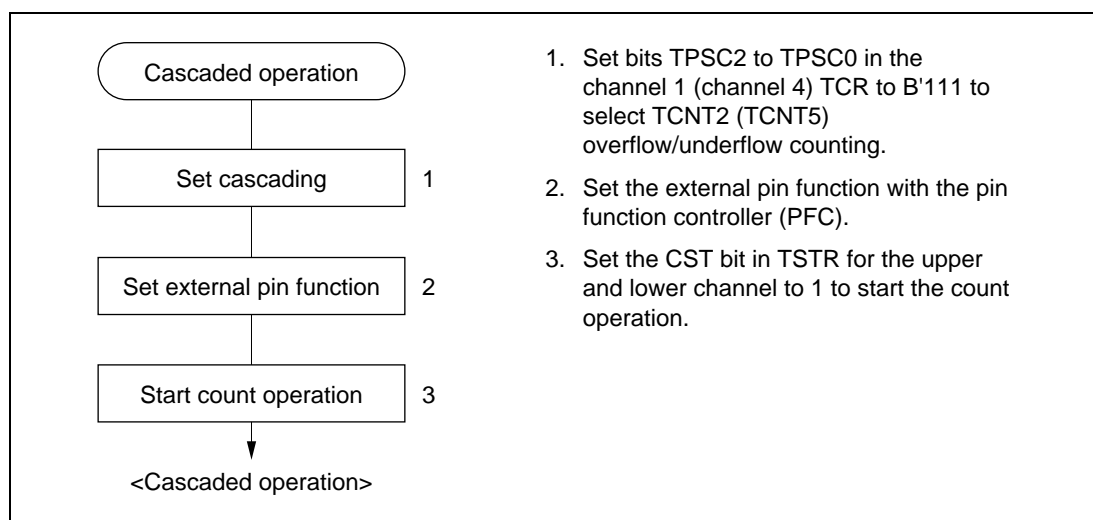 Cascaded operation
Set cascading 1
Set external pin function 2
Start count operation 3
<Cascaded operation>
1. Set bits TPSC2 to TPSC0 in the
channel 1 (channel 4) TCR to B'111 to
select TCNT2 (TCNT5)
overflow/underflow counting.
2. Set the external pin function with the pin
function controller (PFC).
3. Set the CST bit in TSTR for the upper
and lower channel to 1 to start the count
operation.